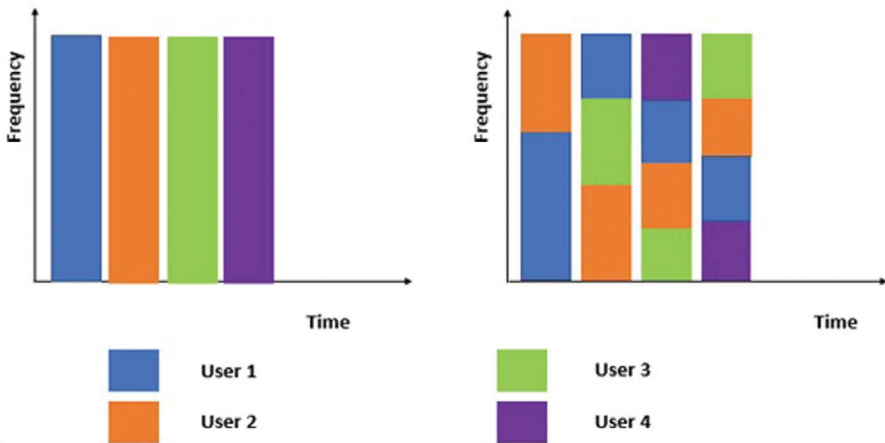 Frequency
Time
Frequency
Time
User 1
User 3
User 2
User 4